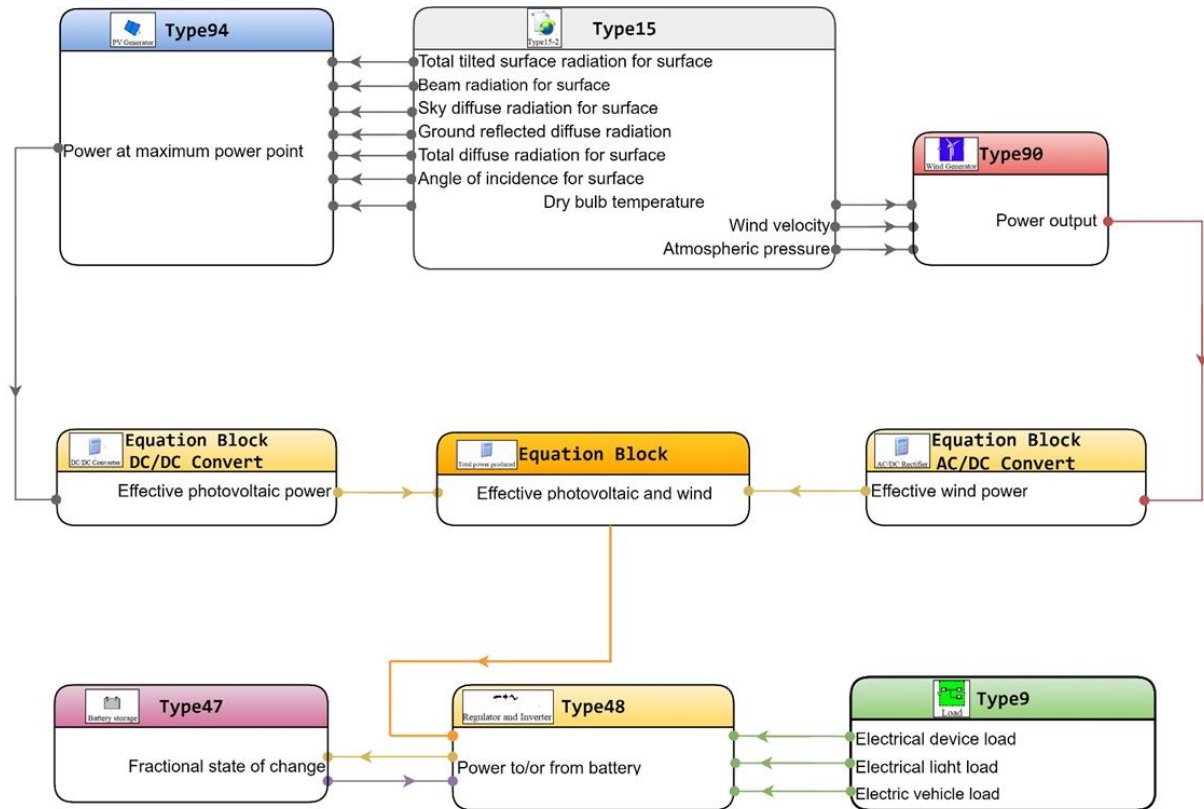 PV Generator
Type94
Power at maximum power point
Type15-2
Type15
Total tilted surface radiation for surface
Beam radiation for surface
Sky diffuse radiation for surface
Ground reflected diffuse radiation
Total diffuse radiation for surface
Angle of incidence for surface
Dry bulb temperature
Wind velocity
Atmospheric pressure
Wind Generator
Type90
Power output
DC/DC Converter
Equation Block
DC/DC Convert
Effective photovoltaic power
Total power produced
Equation Block
Effective photovoltaic and wind
AC/DC Rectifier
Equation Block
AC/DC Convert
Effective wind power
Battery storage
Type47
Fractional state of change
Regulator and Inverter
Type48
Power to/or from battery
Load
Type9
Electrical device load
Electrical light load
Electric vehicle load